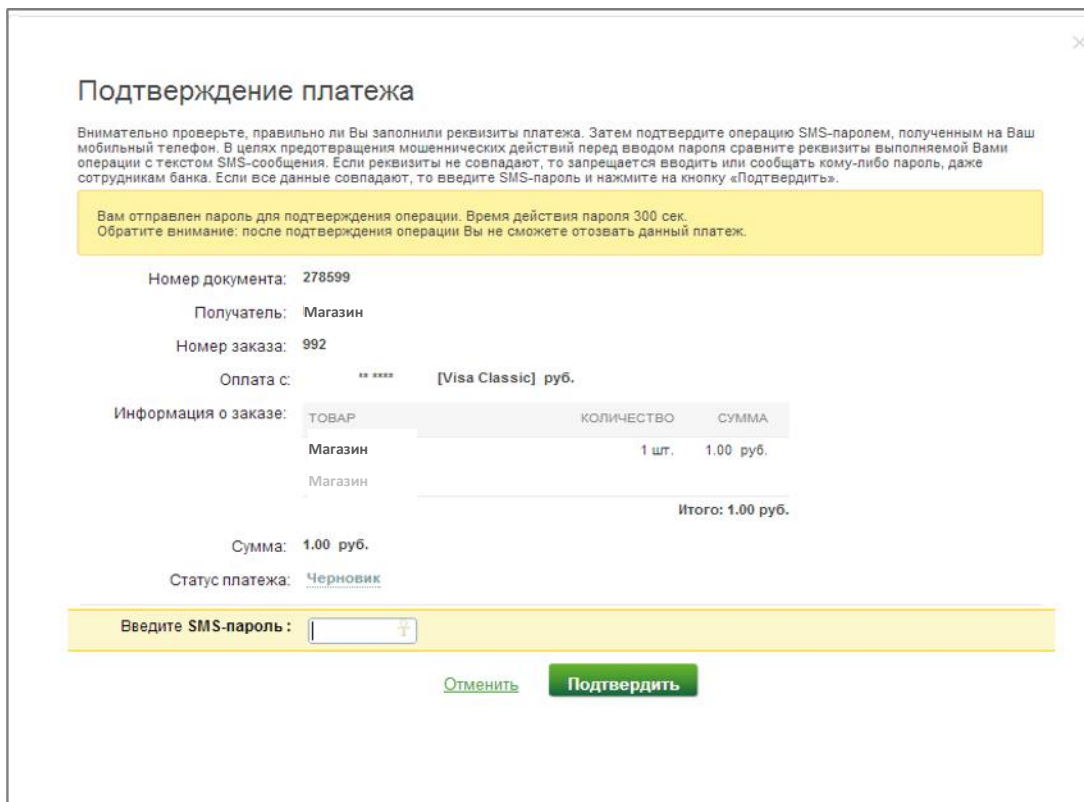 Подтверждение платежа
Внимательно проверьте, правильно ли Вы заполнили реквизиты платежа. Затем подтвердите операцию SMS-паролем, полученным на Ваш
мобильный телефон. В целях предотвращения мошеннических действий перед вводом пароля сравните реквизиты выполняемой Вами
операции с текстом SMS-сообщения. Если реквизиты не совпадают, то запрещается вводить или сообщать кому-либо пароль, даже
сотрудникам банка. Если все данные совпадают, то введите SMS-пароль и нажмите на кнопку «Подтвердить».
Вам отправлен пароль для подтверждения операции. Время действия пароля 300 сек.
Обратите внимание: после подтверждения операции Вы не сможете отозвать данный платеж.
Номер документа: 278599
Получатель: Магазин
Номер заказа: 992
Оплата с: ** **** [Visa Classic] руб.
Информация о заказе: ТОВАР КОЛИЧЕСТВО СУММА
Магазин 1 шт. 1.00 руб.
Магазин
Итого: 1.00 руб.
Сумма: 1.00 руб.
Статус платежа: Черновик
Введите SMS-пароль :
Отменить Подтвердить